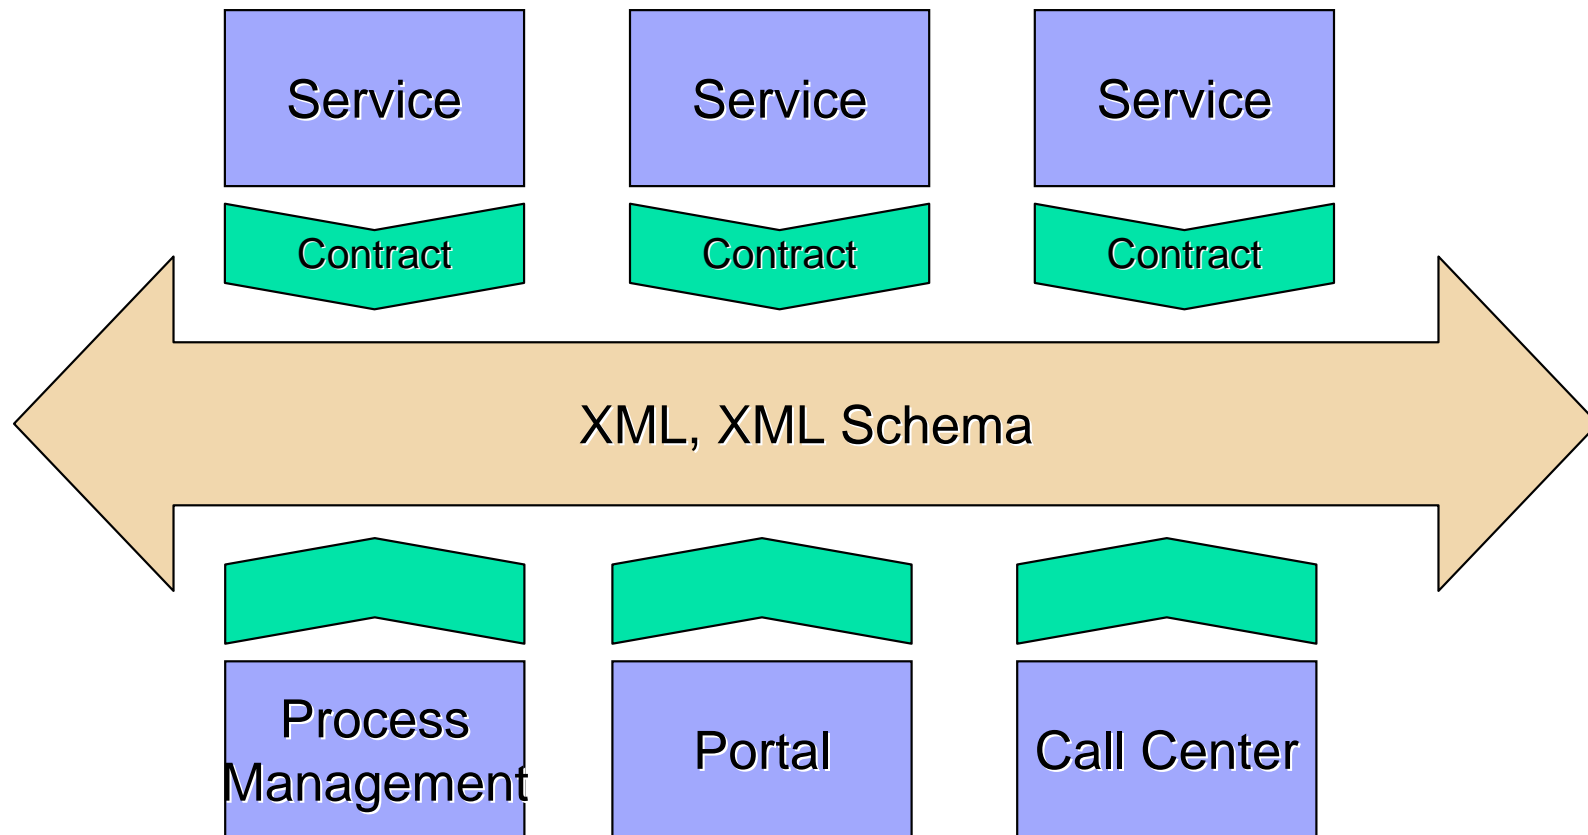 Service
Service
Service
Contract
Contract
Contract
XML, XML Schema
Process
Management
Portal
Call Center